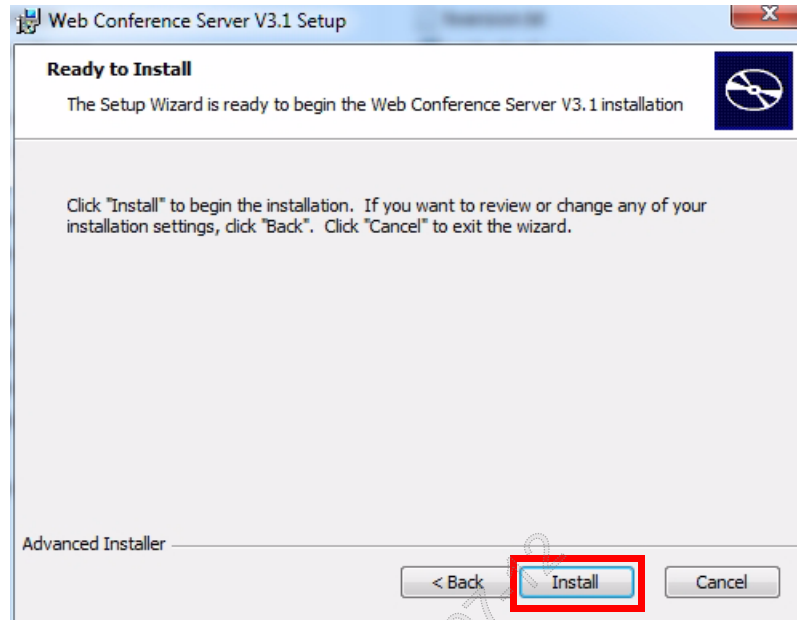 Web Conference Server V3.1 Setup
Ready to Install
The Setup Wizard is ready to begin the Web Conference Server V3.1 installation
Click "Install" to begin the installation. If you want to review or change any of your
installation settings, click "Back". Click "Cancel" to exit the wizard.
Advanced Installer
< Back
Install
Cancel